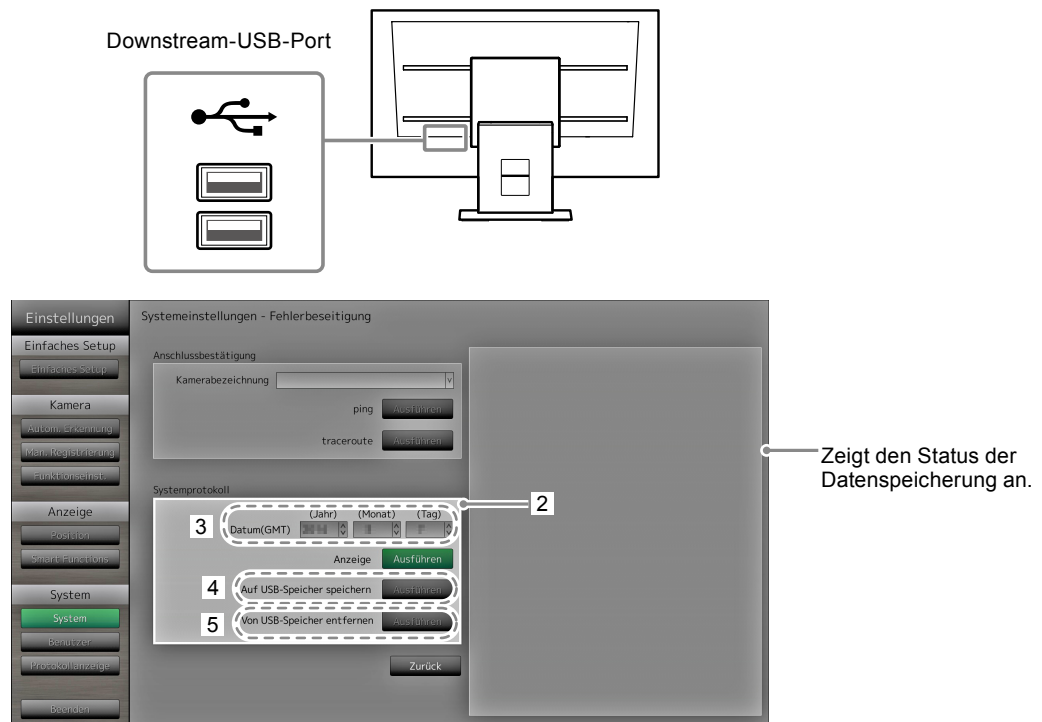 Downstream-USB-Port
Einstellungen
Systemeinstellungen - Fehlerbeseitigung
Einfaches Setup
Einfaches Setup
Kamera
Autom. Erkennung
Man. Registrierung
Funktionseinst.
Anzeige
Position
Smart Functions
System
System
Benutzer
Protokollanzeige
Beenden
Anschlussbestätigung
Kamerabezeichnung
ping Ausführen
traceroute Ausführen
Systemprotokoll
2
(Jahr) (Monat) (Tag)
3 Datum(GMT)
Anzeige Ausführen
4 Auf USB-Speicher speichern Ausführen
5 Von USB-Speicher entfernen Ausführen
Zurück
Zeigt den Status der
Datenspeicherung an.